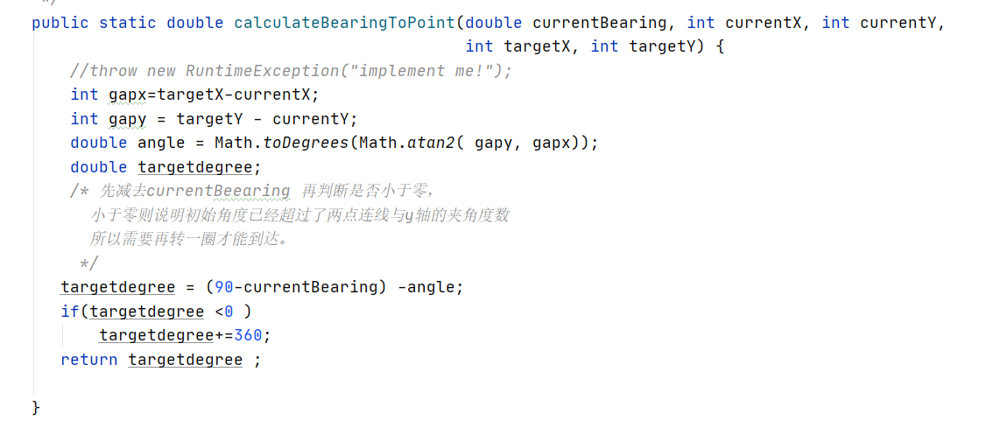 */
public static double calculateBearingToPoint(double currentBearing, int currentX, int currentY,
int targetX, int targetY) {
//throw new RuntimeException("implement me!");
int gapx=targetX-currentX;
int gapy = targetY - currentY;
double angle = Math.toDegrees(Math.atan2( gapy, gapx));
double targetdegree;
/* 先减去currentBeearing 再判断是否小于零，
小于零则说明初始角度已经超过了两点连线与y轴的夹角度数
所以需要再转一圈才能到达。
*/
targetdegree = (90-currentBearing) -angle;
if(targetdegree <0 )
targetdegree+=360;
return targetdegree ;
}